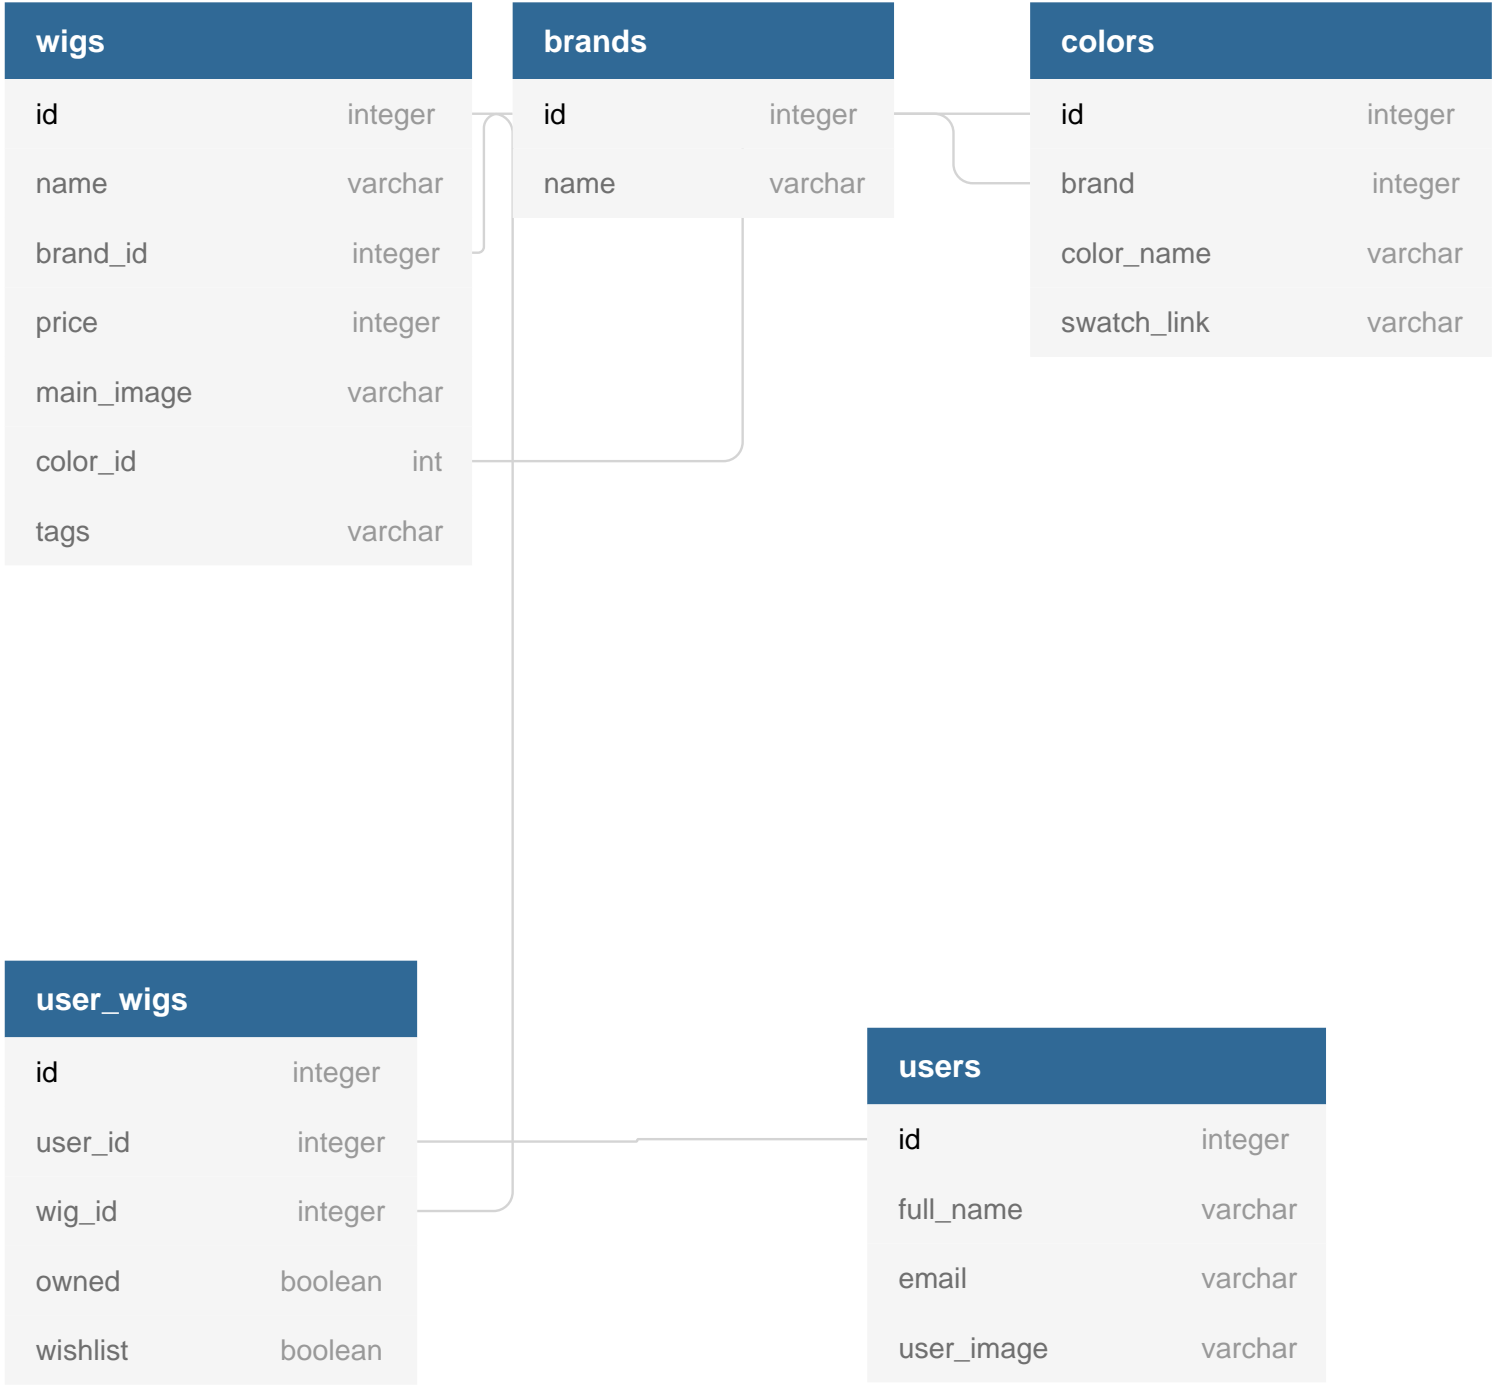 wigs
id integer
name varchar
brand_id integer
price integer
main_image varchar
color_id int
tags varchar
brands
id integer
name varchar
colors
id integer
brand integer
color_name varchar
swatch_link varchar
user_wigs
id integer
user_id integer
wig_id integer
owned boolean
wishlist boolean
users
id integer
full_name varchar
email varchar
user_image varchar